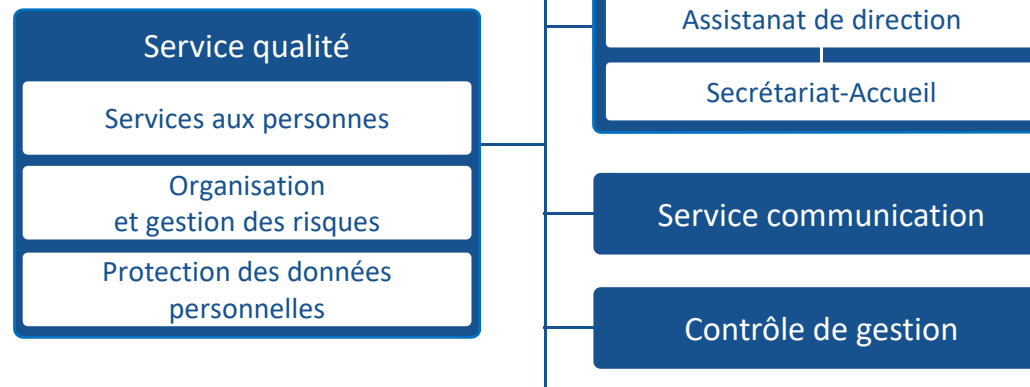 Service qualité
Services aux personnes
Organisation
et gestion des risques
Protection des données
personnelles
Assistanat de direction
Secrétariat-Accueil
Service communication
Contrôle de gestion